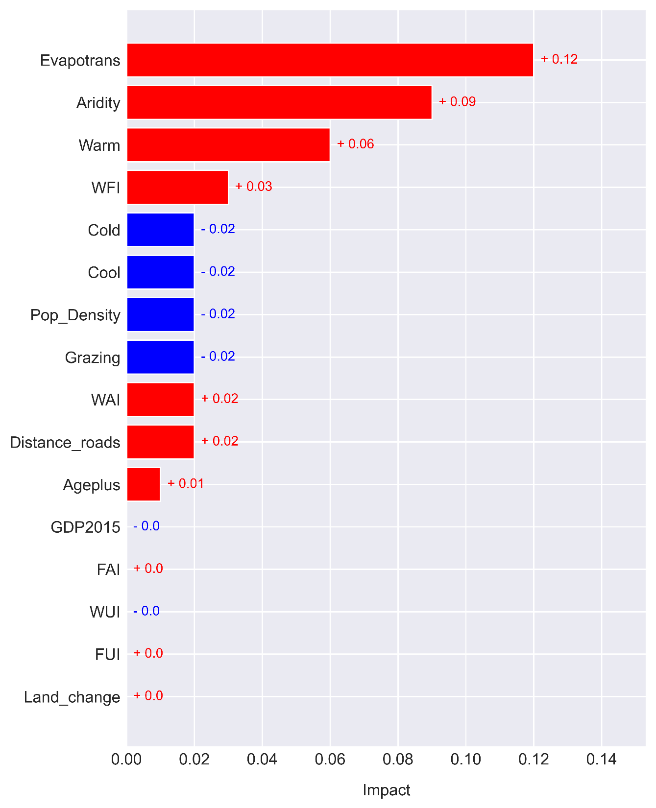 Evapotrans + 0.12
Aridity + 0.09
Warm + 0.06
WFI + 0.03
Cold - 0.02
Cool - 0.02
Pop_Density - 0.02
Grazing - 0.02
WAI + 0.02
Distance_roads + 0.02
Ageplus + 0.01
GDP2015 - 0.0
FAI + 0.0
WUI - 0.0
FUI + 0.0
Land_change + 0.0
0.00 0.02 0.04 0.06 0.08 0.10 0.12 0.14
Impact